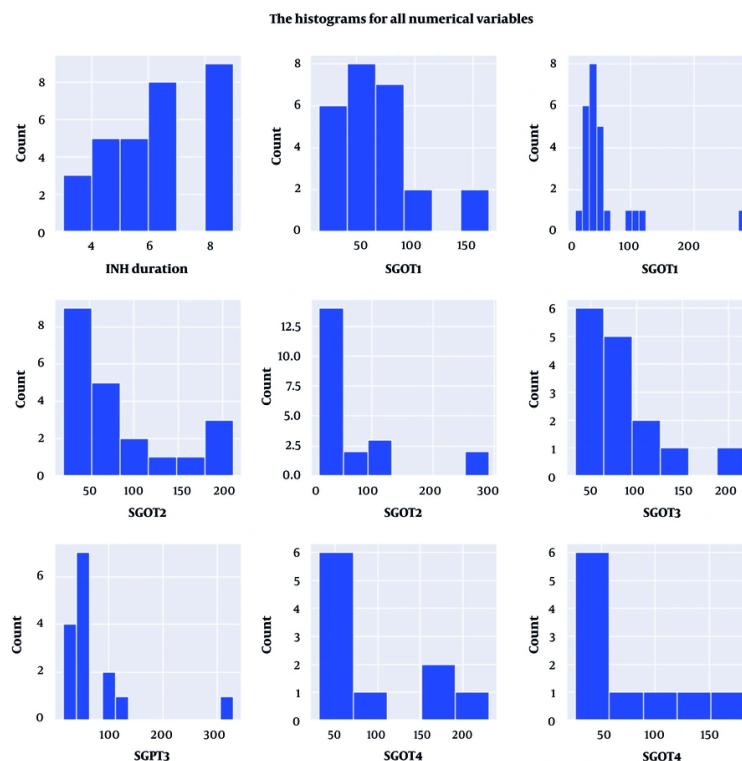 The histograms for all numerical variables
Count
8
6
4
2
0
4 6 8
INH duration
Count
8
6
4
2
0
50 100 150
SGOT1
Count
8
6
4
2
0
0 100 200
SGOT1
Count
8
6
4
2
0
50 100 150 200
SGOT2
Count
12.5
10.0
7.5
5.0
2.5
0.0
0 100 200 300
SGOT2
Count
6
5
4
3
2
1
0
50 100 150 200
SGOT3
Count
6
4
2
0
100 200 300
SGPT3
Count
6
5
4
3
2
1
0
50 100 150 200
SGOT4
Count
6
5
4
3
2
1
0
50 100 150
SGOT4